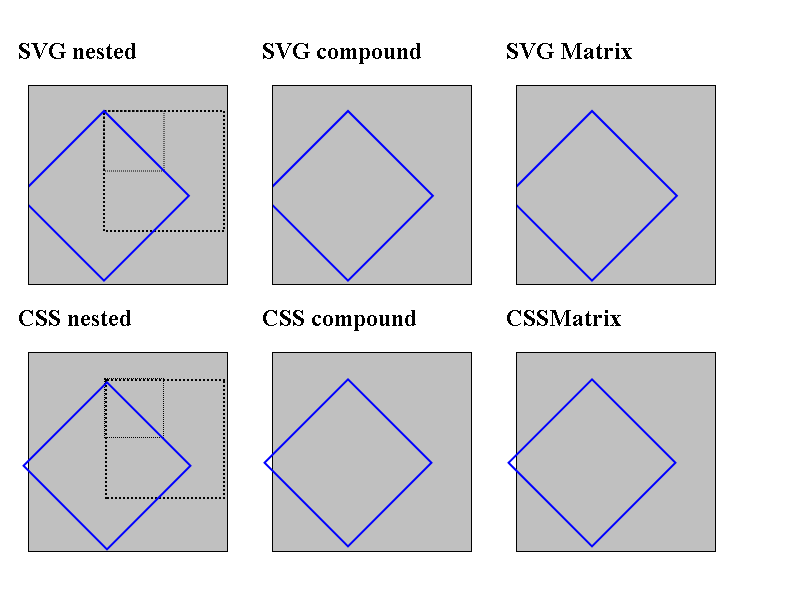 SVG nested
SVG compound
SVG Matrix
CSS nested
CSS compound
CSSMatrix